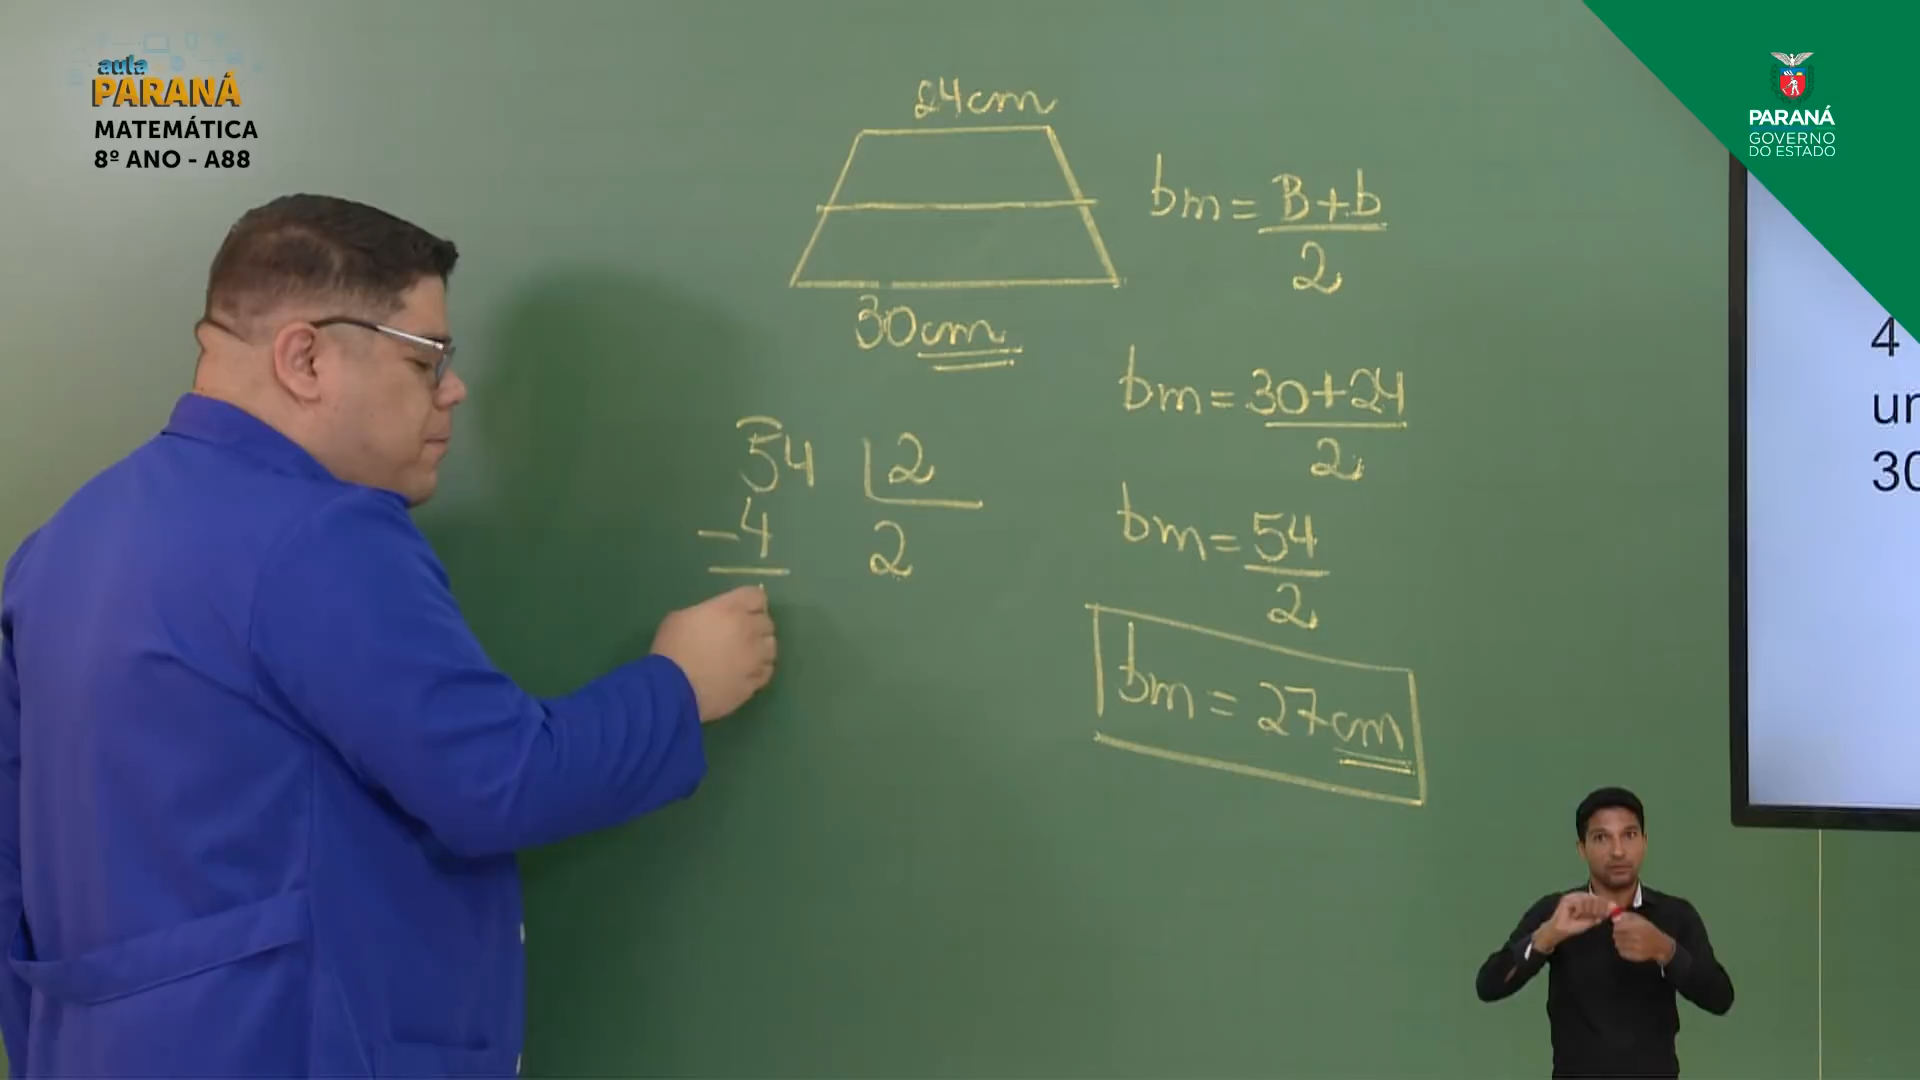 aula
PARANÁ
MATEMÁTICA
8º ANO - A88
PARANÁ
GOVERNO
DO ESTADO
24cm
30cm
bm = B+b
2
bm = 30+24
2
bm = 54
2
bm = 27cm
54 2
-4 2
4
30